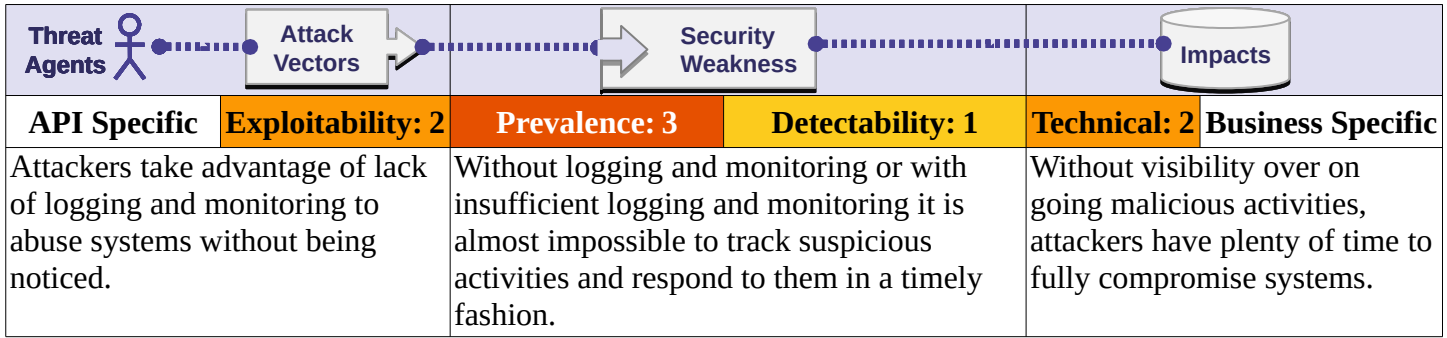 Threat
Agents
Attack
Vectors
Security
Weakness
Impacts
API Specific
Exploitability: 2
Prevalence: 3
Detectability: 1
Technical: 2
Business Specific
Attackers take advantage of lack
of logging and monitoring to
abuse systems without being
noticed.
Without logging and monitoring or with
insufficient logging and monitoring it is
almost impossible to track suspicious
activities and respond to them in a timely
fashion.
Without visibility over on
going malicious activities,
attackers have plenty of time to
fully compromise systems.